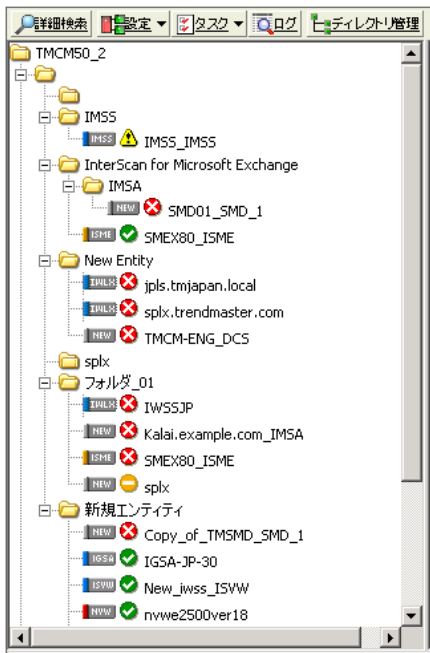 詳細検索 設定 タスク ログ ディレクトリ管理
TMCM50_2
IMSS
IMSS IMSS_IMSS
InterScan for Microsoft Exchange
IMSA
NEW SMD01_SMD_1
ISME SMEX80_ISME
New Entity
IWLX jpls.tmjapan.local
IWLX splx.trendmaster.com
NEW TMCM-ENG_DCS
splx
フォルダ_01
IWLX IWSSJP
NEW Kalai.example.com_IMSA
ISME SMEX80_ISME
NEW splx
新規エンティティ
NEW Copy_of_TMSMD_SMD_1
IGSA IGSA-JP-30
ISVW New_iwss_ISVW
NVW nvwe2500ver18